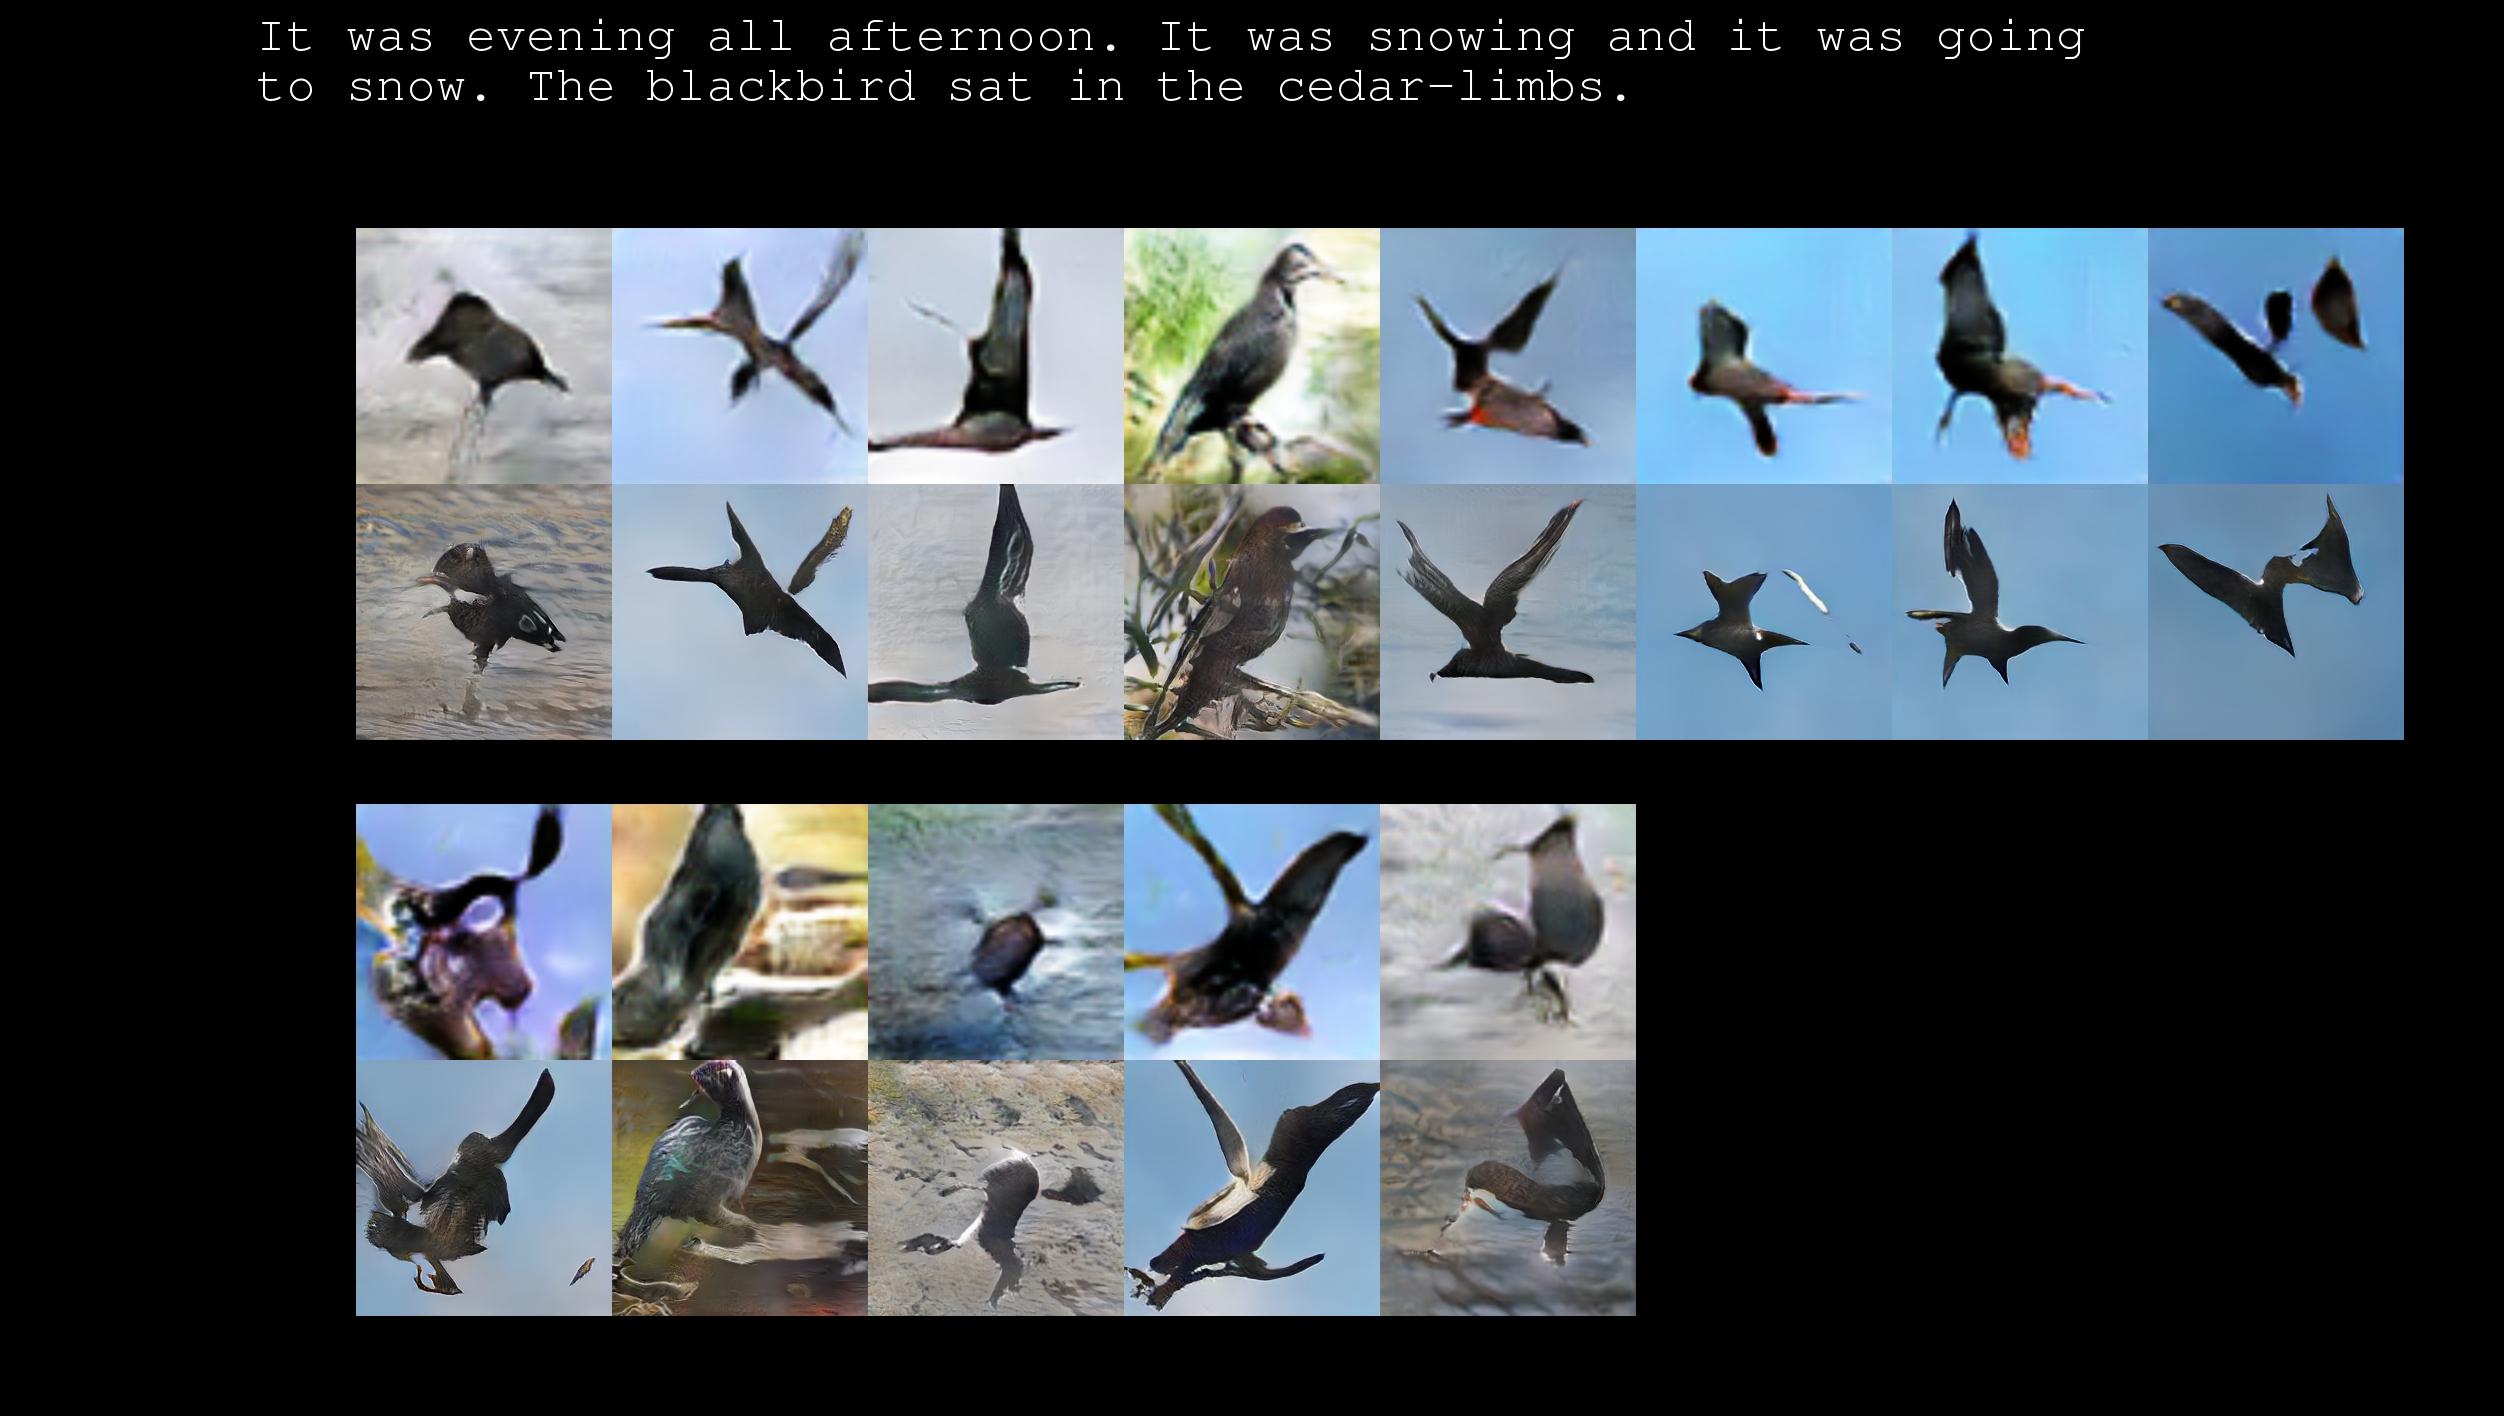 It was evening all afternoon. It was snowing and it was going
to snow. The blackbird sat in the cedar-limbs.